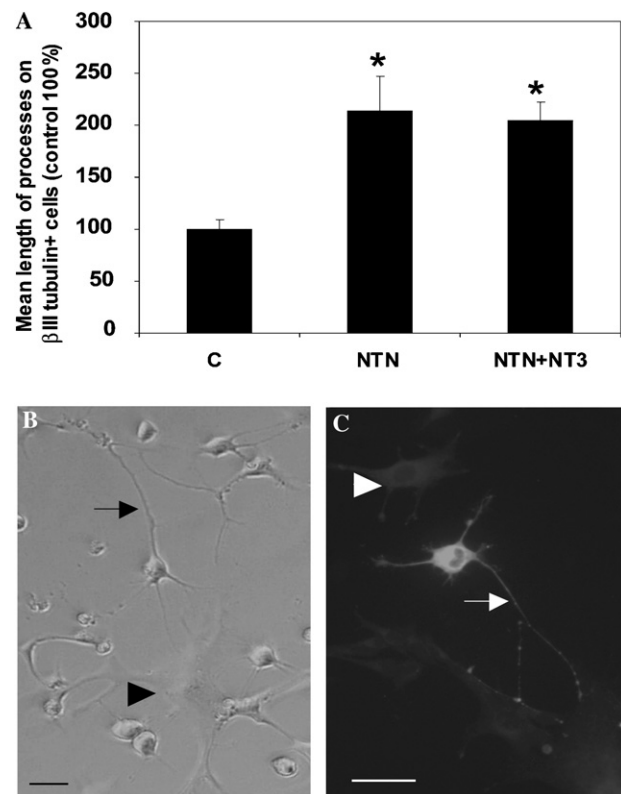 A
Mean length of processes on
βIII tubulin+ cells (control 100%)
300
250
200
150
100
50
0
*
*
C
NTN
NTN+NT3
B
C